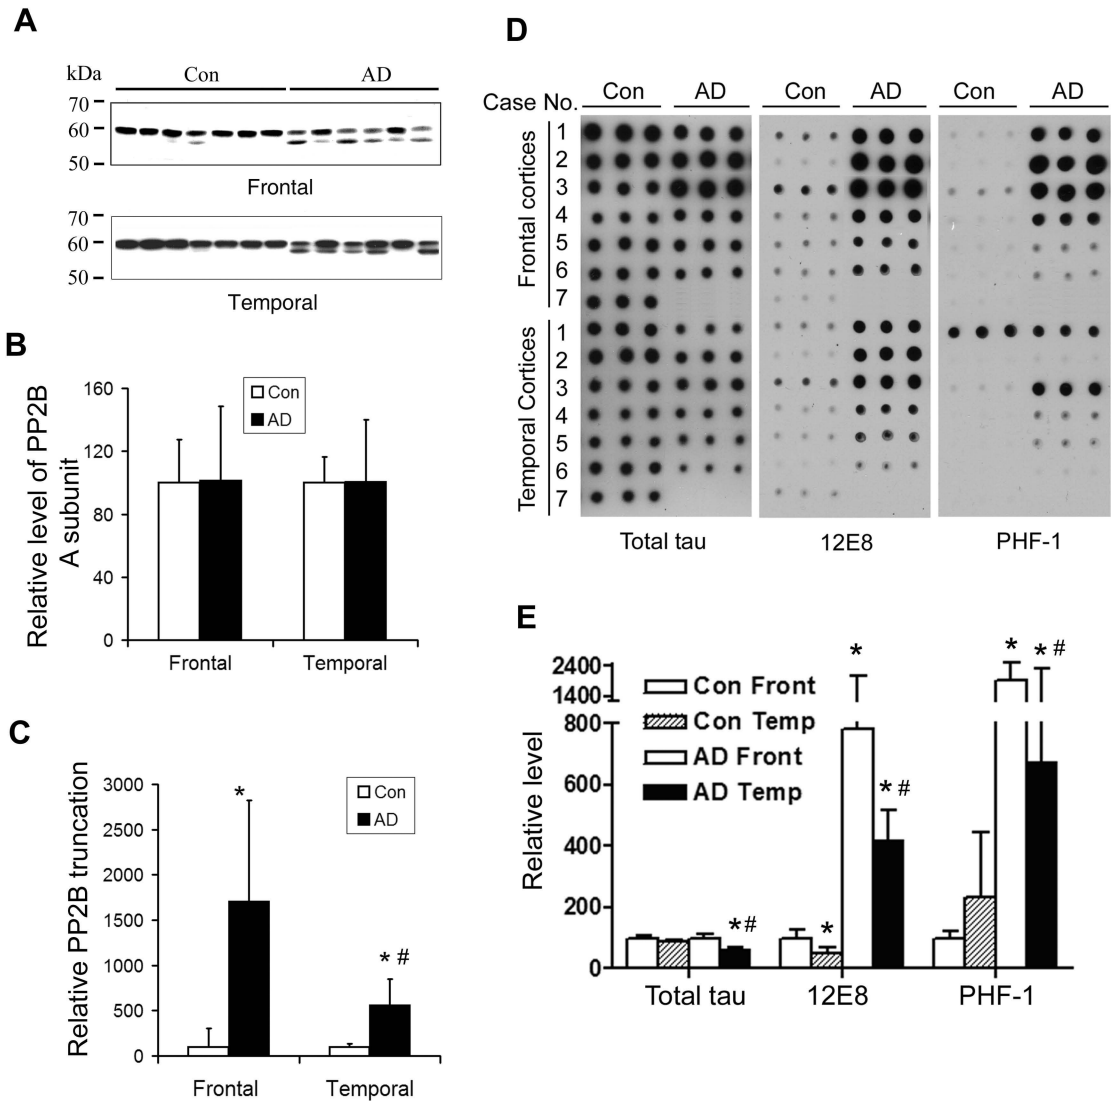 A
kDa
Con AD
70
60
50
Frontal
70
60
50
Temporal
B
Relative level of PP2B
A subunit
160
120
80
40
0
Con
AD
Frontal Temporal
C
Relative PP2B truncation
3000
2500
2000
1500
1000
500
0
Con
AD
*
* #
Frontal Temporal
D
Case No.
Con AD Con AD Con AD
Frontal cortices
1
2
3
4
5
6
7
Temporal Cortices
1
2
3
4
5
6
7
Total tau 12E8 PHF-1
E
Relative level
2400
1400
800
600
400
200
0
Con Front
Con Temp
AD Front
AD Temp
*#
*
*
*#
*
*#
Total tau 12E8 PHF-1